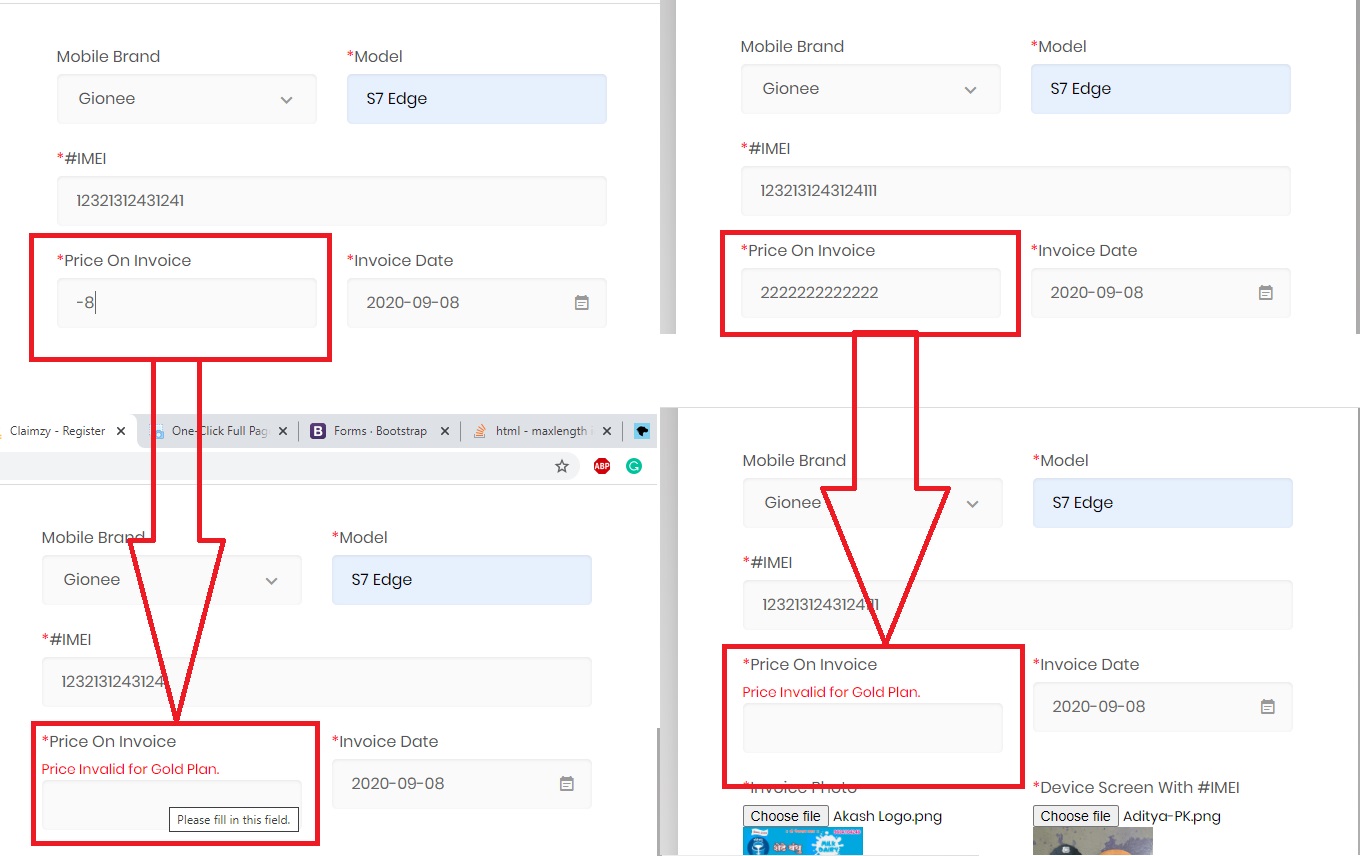 Mobile Brand
*Model
Gionee
S7 Edge
*#IMEI
12321312431241
*Price On Invoice
*Invoice Date
-8
2020-09-08
Mobile Brand
*Model
Gionee
S7 Edge
*#IMEI
1232131243124111
*Price On Invoice
*Invoice Date
2222222222222
2020-09-08
Claimzy - Register
One-Click Full Pag
Forms · Bootstrap
html - maxlength i
ABP
Mobile Brand
*Model
Gionee
S7 Edge
*#IMEI
1232131243124
*Price On Invoice
*Invoice Date
Price Invalid for Gold Plan.
2020-09-08
Please fill in this field.
Mobile Brand
*Model
Gionee
S7 Edge
*#IMEI
1232131243124111
*Price On Invoice
*Invoice Date
Price Invalid for Gold Plan.
2020-09-08
*Invoice Photo
*Device Screen With #IMEI
Choose file Akash Logo.png
Choose file Aditya-PK.png